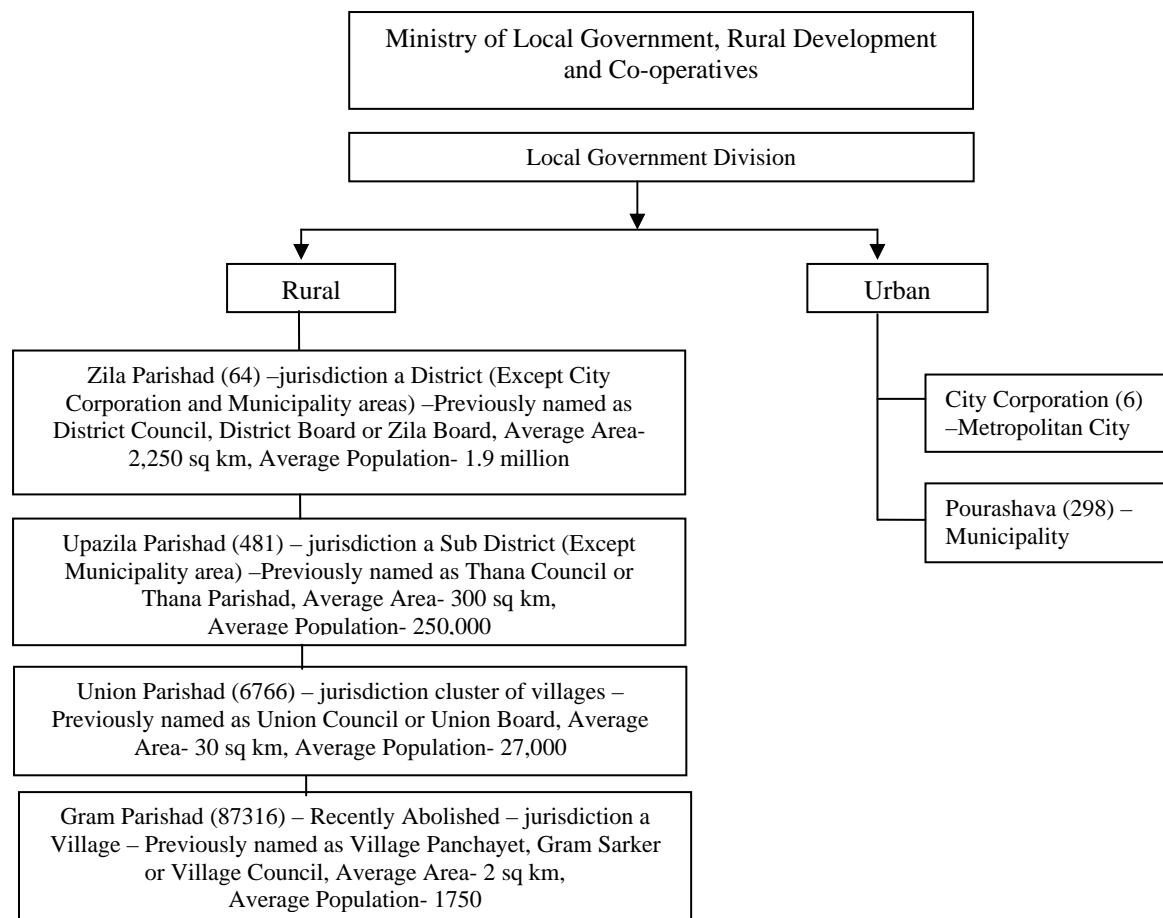 Ministry of Local Government, Rural Development
and Co-operatives
Local Government Division
Rural
Urban
Zila Parishad (64) –jurisdiction a District (Except City
Corporation and Municipality areas) –Previously named as
District Council, District Board or Zila Board, Average Area-
2,250 sq km, Average Population- 1.9 million
Upazila Parishad (481) – jurisdiction a Sub District (Except
Municipality area) –Previously named as Thana Council or
Thana Parishad, Average Area- 300 sq km,
Average Population- 250,000
Union Parishad (6766) – jurisdiction cluster of villages –
Previously named as Union Council or Union Board, Average
Area- 30 sq km, Average Population- 27,000
Gram Parishad (87316) – Recently Abolished – jurisdiction a
Village – Previously named as Village Panchayet, Gram Sarker
or Village Council, Average Area- 2 sq km,
Average Population- 1750
City Corporation (6)
–Metropolitan City
Pourashava (298) –
Municipality